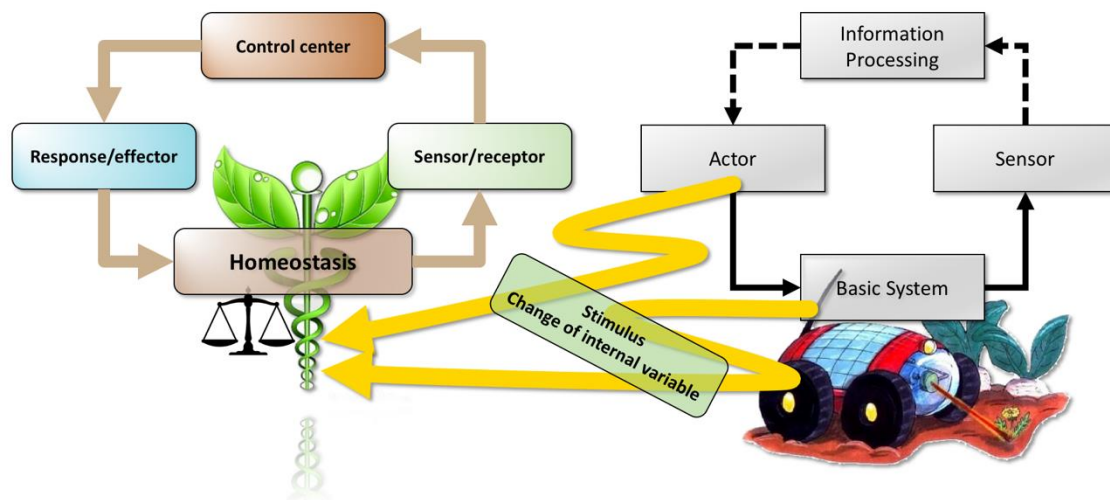 Control center
Response/effector
Sensor/receptor
Homeostasis
Stimulus
Change of internal variable
Information
Processing
Actor
Sensor
Basic System